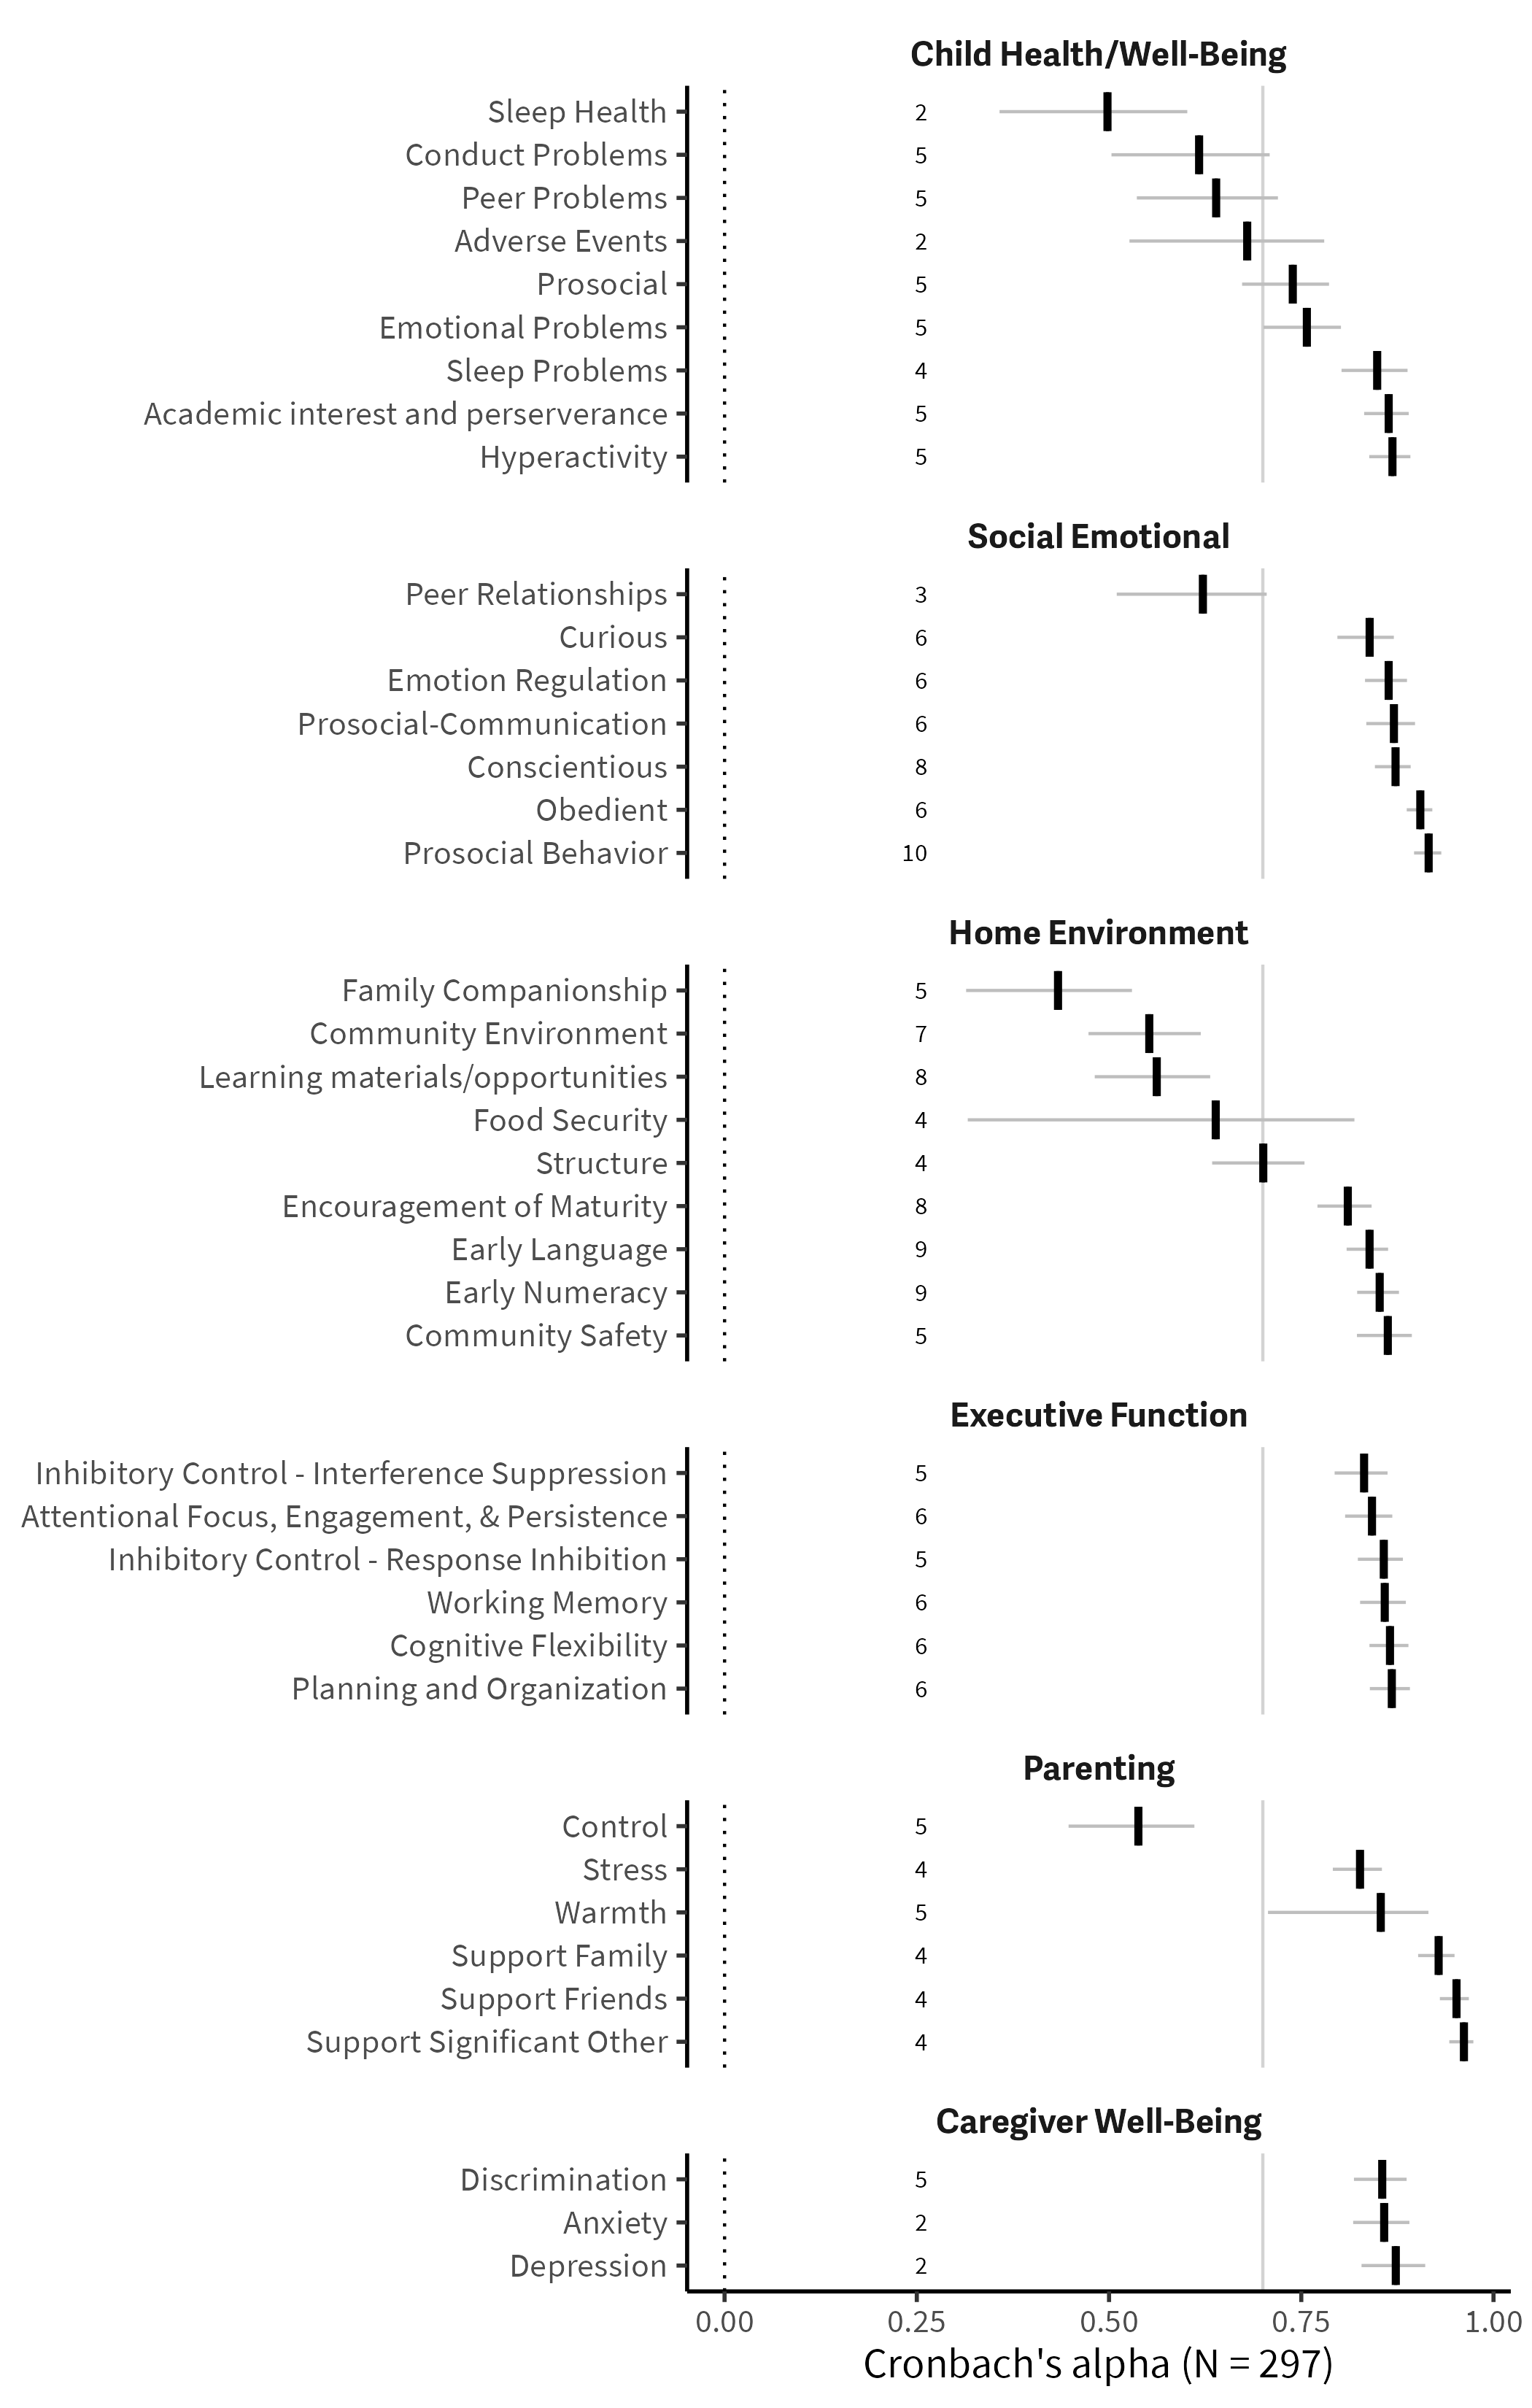 Child Health/Well-Being
Sleep Health 2
Conduct Problems 5
Peer Problems 5
Adverse Events 2
Prosocial 5
Emotional Problems 5
Sleep Problems 4
Academic interest and perserverance 5
Hyperactivity 5
Social Emotional
Peer Relationships 3
Curious 6
Emotion Regulation 6
Prosocial-Communication 6
Conscientious 8
Obedient 6
Prosocial Behavior 10
Home Environment
Family Companionship 5
Community Environment 7
Learning materials/opportunities 8
Food Security 4
Structure 4
Encouragement of Maturity 8
Early Language 9
Early Numeracy 9
Community Safety 5
Executive Function
Inhibitory Control - Interference Suppression 5
Attentional Focus, Engagement, & Persistence 6
Inhibitory Control - Response Inhibition 5
Working Memory 6
Cognitive Flexibility 6
Planning and Organization 6
Parenting
Control 5
Stress 4
Warmth 5
Support Family 4
Support Friends 4
Support Significant Other 4
Caregiver Well-Being
Discrimination 5
Anxiety 2
Depression 2
0.00 0.25 0.50 0.75 1.00
Cronbach's alpha (N = 297)